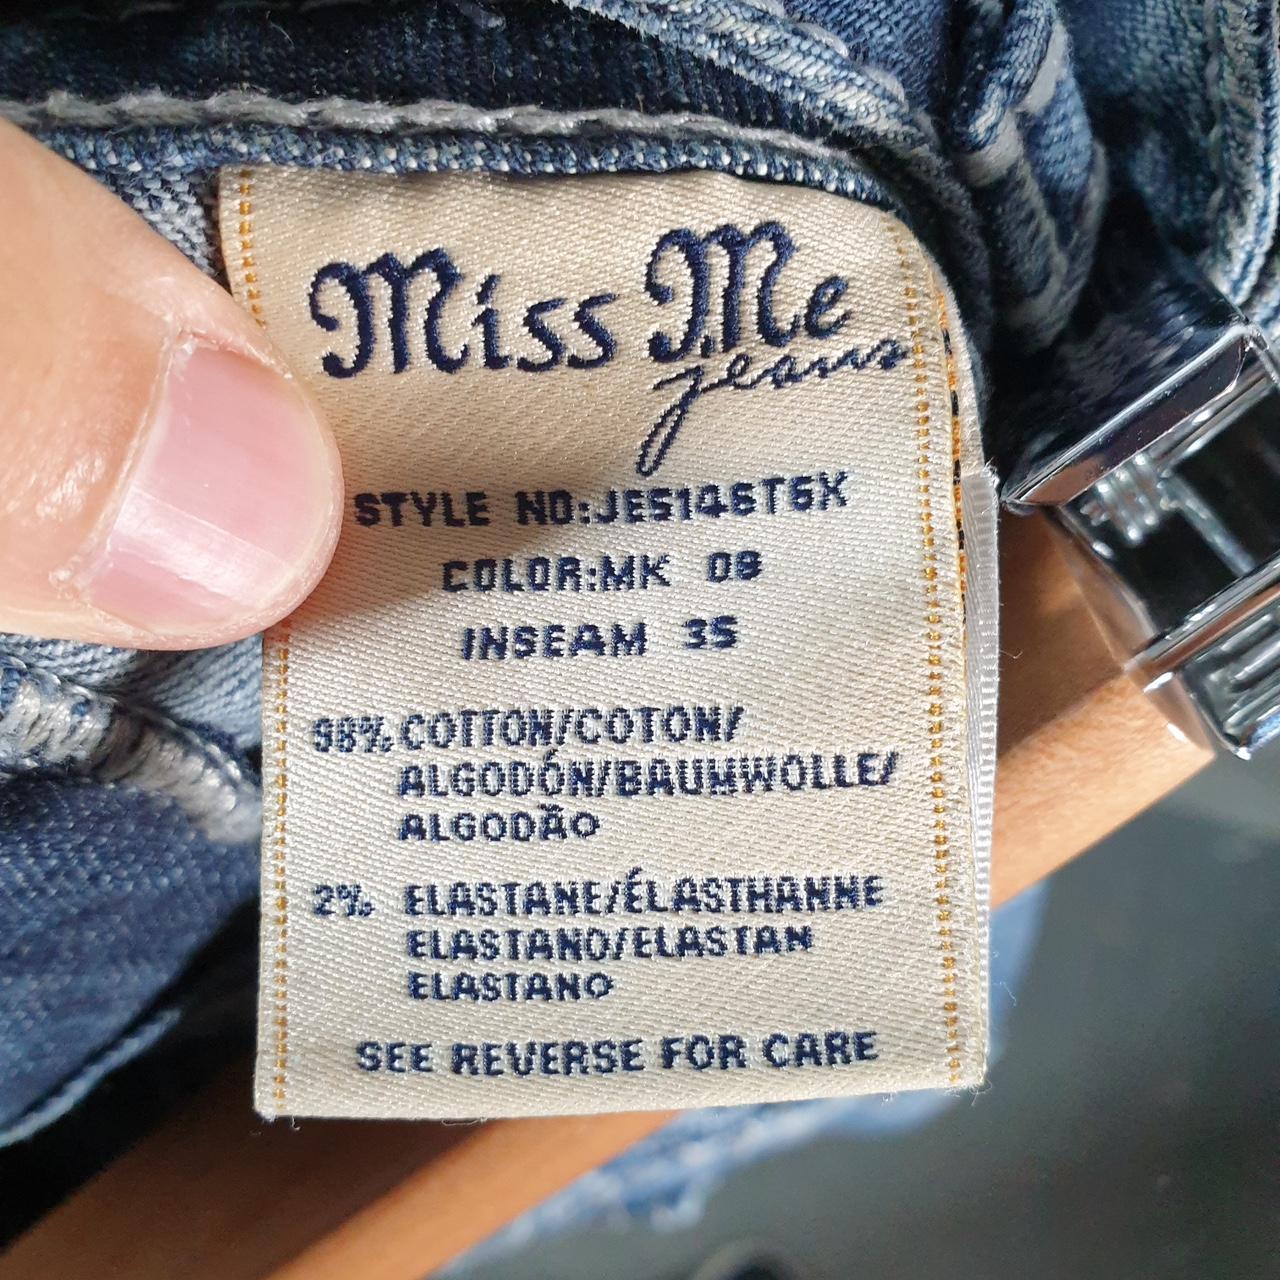 Miss Me
jeans
STYLE NO:JE5146T5X
COLOR:MK 08
INSEAM 35
98% COTTON/COTON/
ALGODÓN/BAUMWOLLE/
ALGODÃO
2% ELASTANE/ÉLASTHANNE
ELASTANO/ELASTAN
ELASTANO
SEE REVERSE FOR CARE